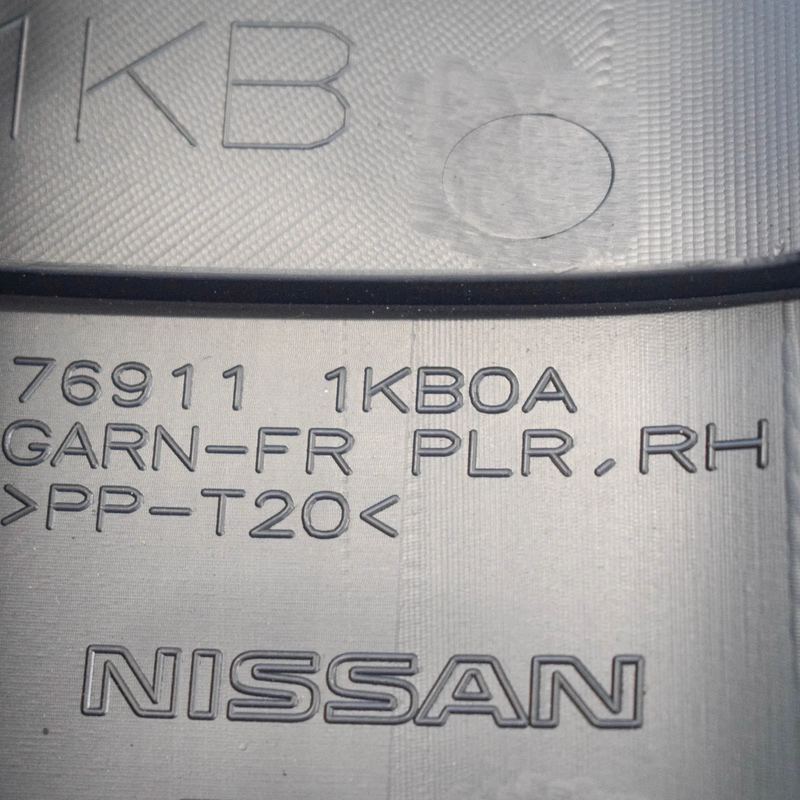 1KB
76911 1KB0A
GARN-FR PLR,RH
>PP-T20<
NISSAN